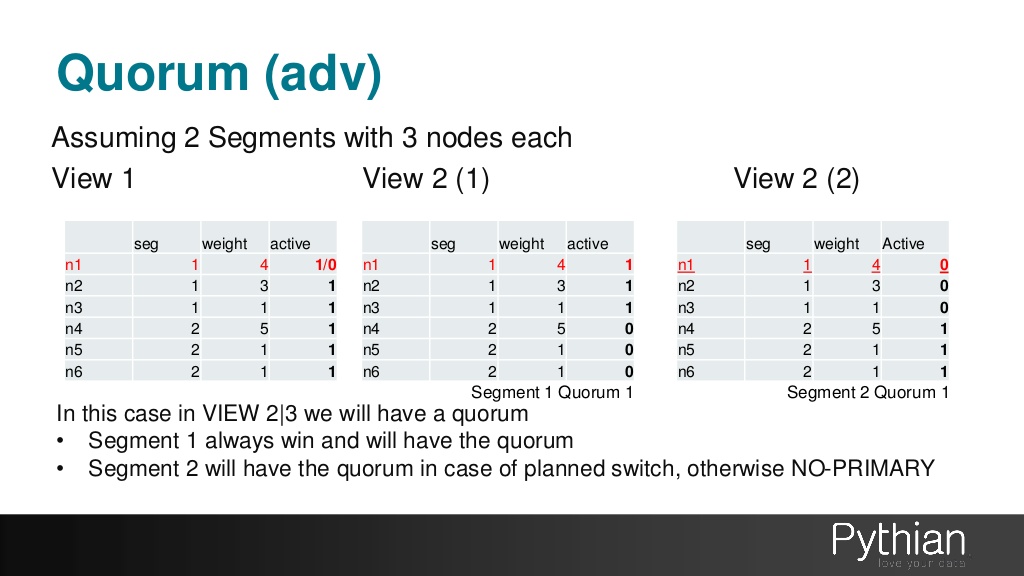 Quorum (adv)
Assuming 2 Segments with 3 nodes each
View 1 View 2 (1) View 2 (2)
seg weight active
n1 1 4 1/0
n2 1 3 1
n3 1 1 1
n4 2 5 1
n5 2 1 1
n6 2 1 1
seg weight active
n1 1 4 1
n2 1 3 1
n3 1 1 1
n4 2 5 0
n5 2 1 0
n6 2 1 0
Segment 1 Quorum 1
seg weight Active
n1 1 4 0
n2 1 3 0
n3 1 1 0
n4 2 5 1
n5 2 1 1
n6 2 1 1
Segment 2 Quorum 1
In this case in VIEW 2|3 we will have a quorum
• Segment 1 always win and will have the quorum
• Segment 2 will have the quorum in case of planned switch, otherwise NO-PRIMARY
Pythian
love your data